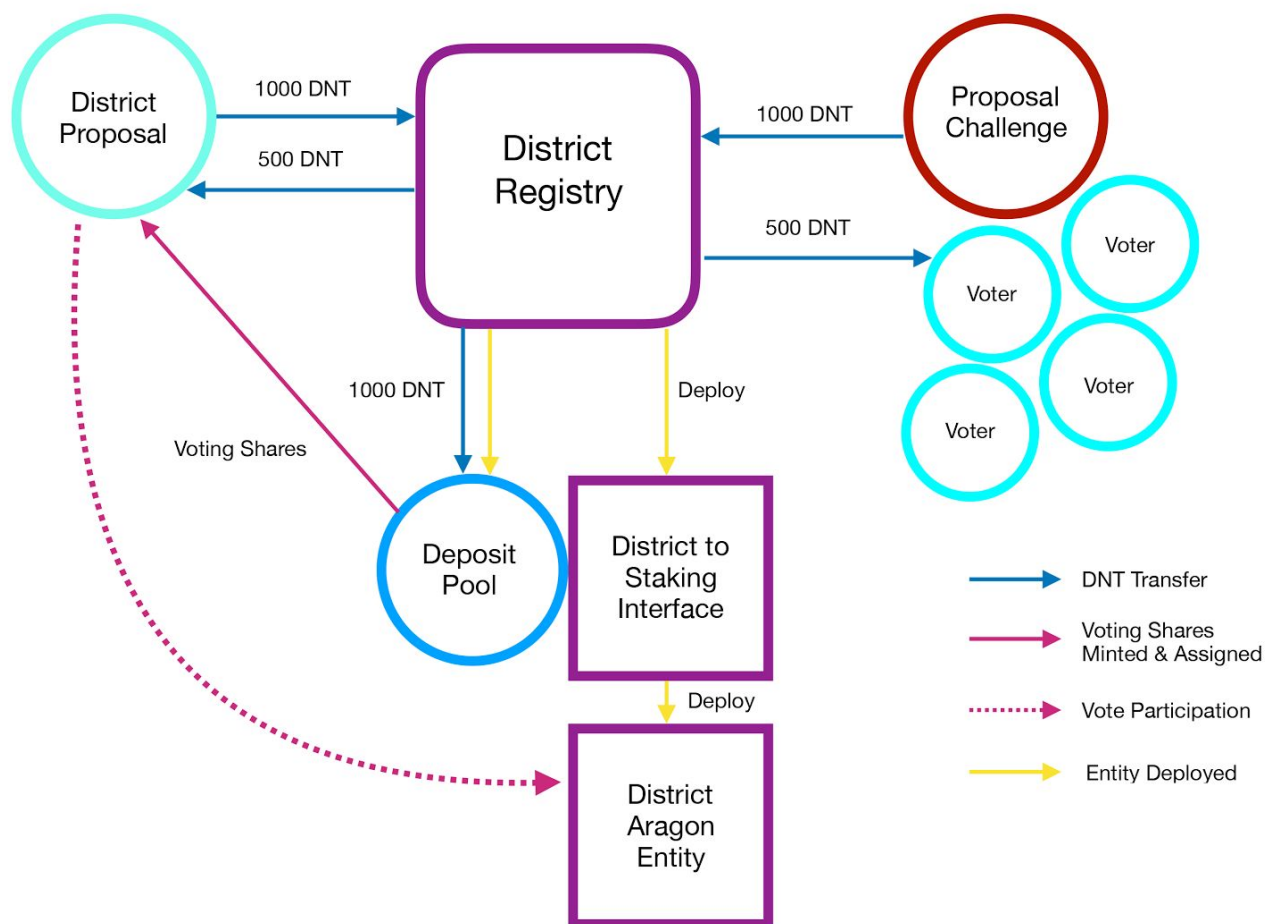 District
Proposal
1000 DNT
500 DNT
District
Registry
1000 DNT
Proposal
Challenge
500 DNT
Voter
Voter
Voter
Voter
1000 DNT
Deploy
Voting Shares
Deposit
Pool
District to
Staking
Interface
Deploy
District
Aragon
Entity
DNT Transfer
Voting Shares
Minted & Assigned
Vote Participation
Entity Deployed